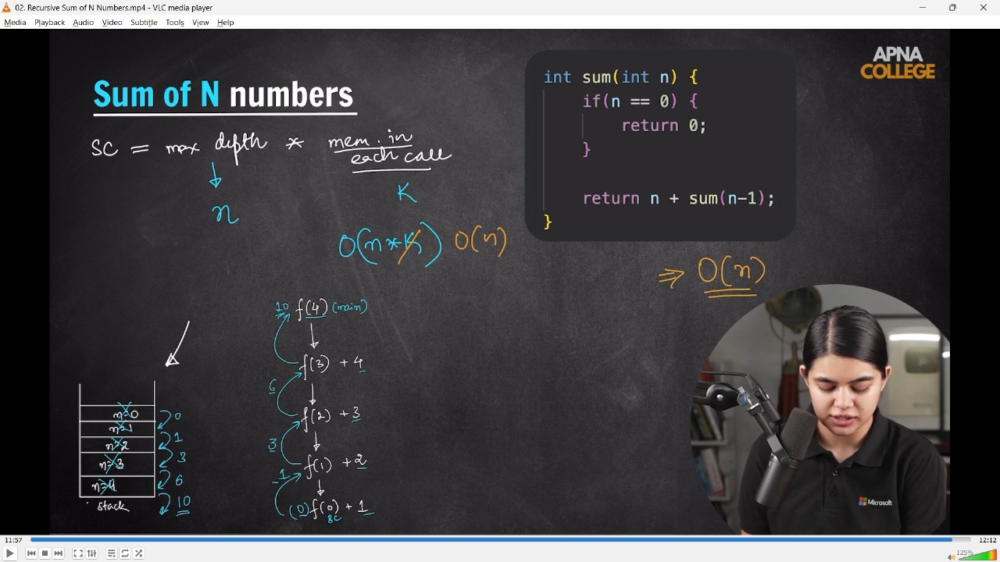 02. Recursive Sum of N Numbers.mp4 - VLC media player
Media Playback Audio Video Subtitle Tools View Help
APNA
COLLEGE
Sum of N numbers
SC = max depth * mem. in
each call
n
K
O(n*K) O(n)
int sum(int n) {
if(n == 0) {
return 0;
}
return n + sum(n-1);
}
⇒ O(n)
10 f(4) (main)
f(3) + 4
6
f(2) + 3
3
f(1) + 2
1
(0) f(0) + 1
BC
n=0 0
n=1
n=2 1
n=3 3
n=4 6
stack 10
Microsoft
11:57 12:12
125%